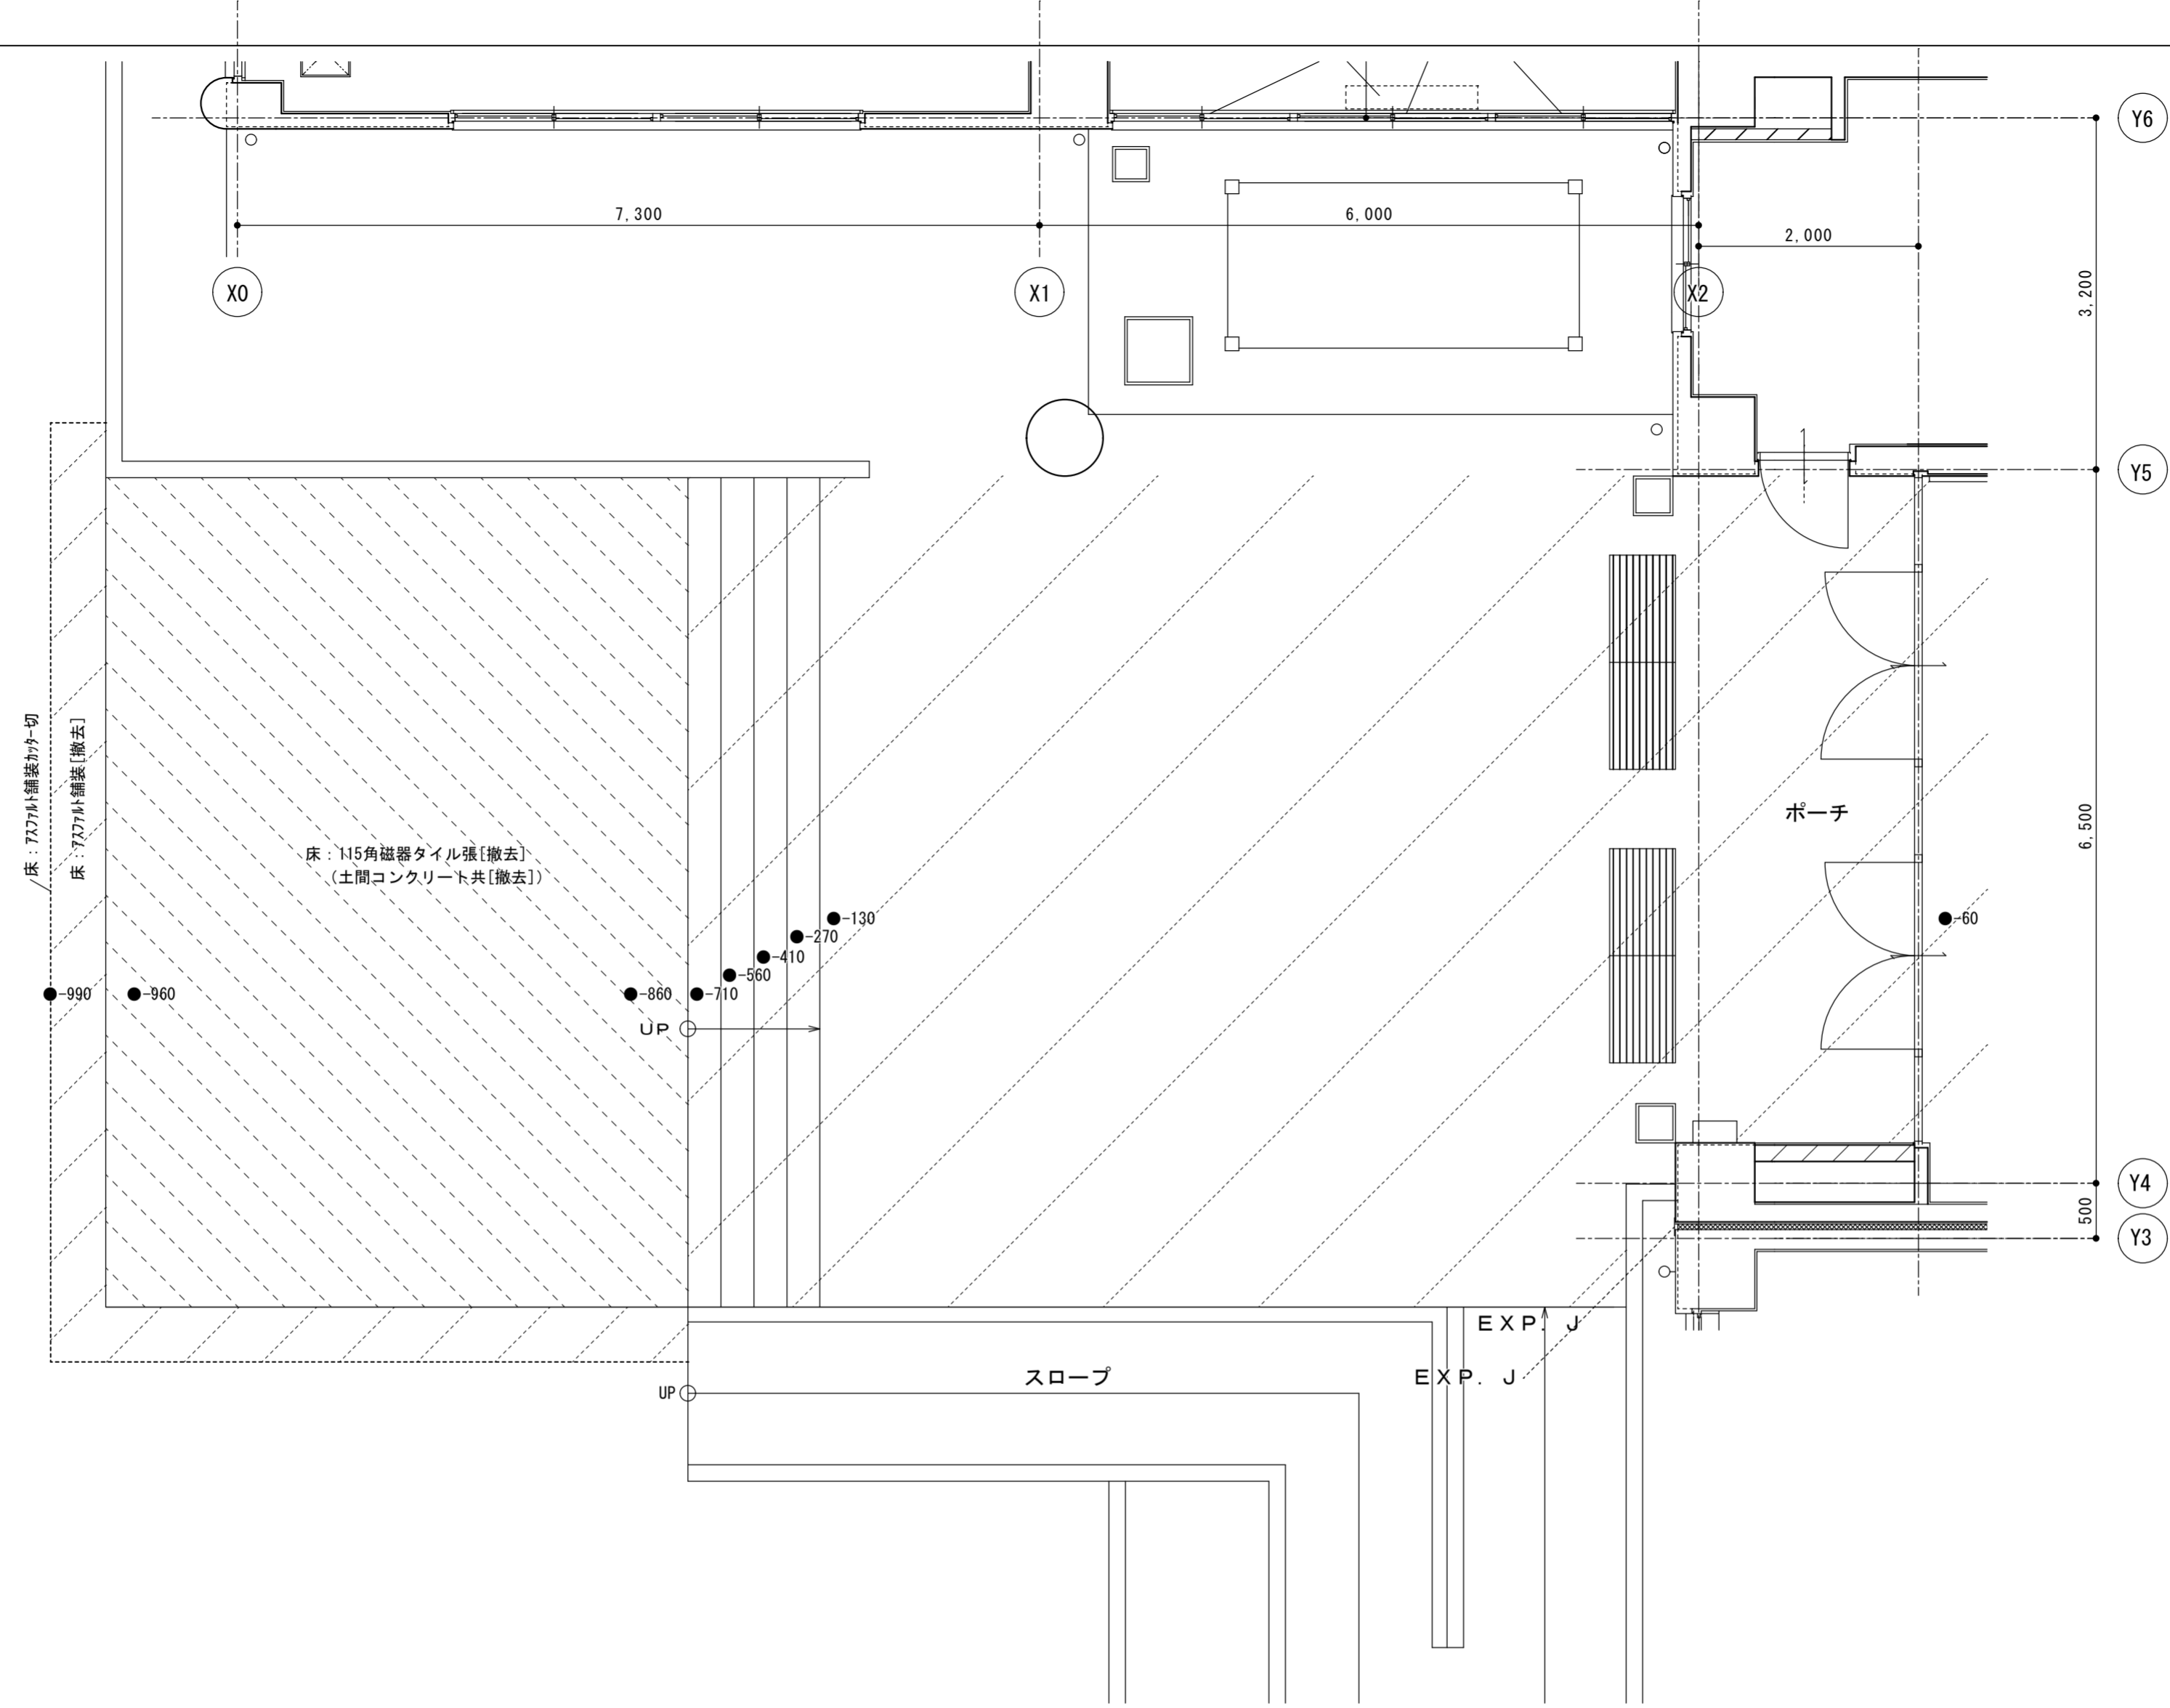 Y6
7,300
6,000
2,000
X0
X1
X2
3,200
Y5
床：ｱｽﾌｧﾙﾄ舗装ｶｯﾀｰ切
床：ｱｽﾌｧﾙﾄ舗装[撤去]
ポーチ
6,500
床：115角磁器タイル張[撤去]
（土間コンクリート共[撤去]）
-130
-60
-270
-410
-560
-990
-960
-860
-710
UP
Y4
500
Y3
EXP. J
スロープ
EXP. J
UP